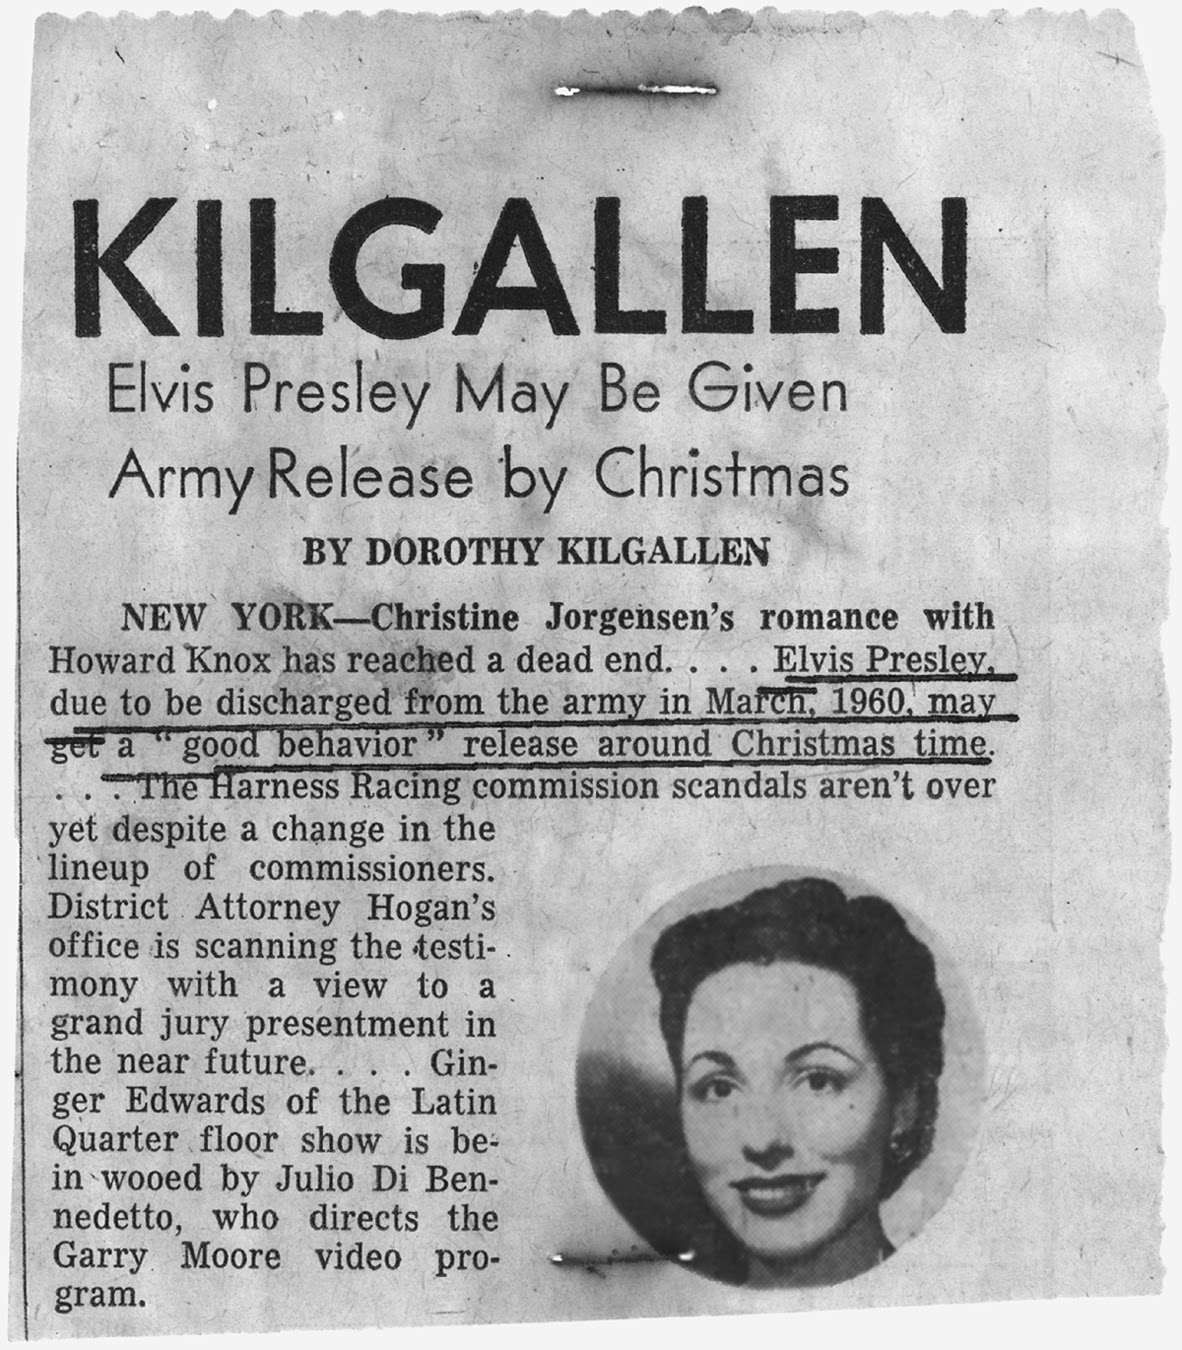 KILGALLEN
Elvis Presley May Be Given
Army Release by Christmas
BY DOROTHY KILGALLEN
NEW YORK—Christine Jorgensen's romance with
Howard Knox has reached a dead end. . . . Elvis Presley,
due to be discharged from the army in March, 1960, may
get a “ good behavior ” release around Christmas time.
. . . The Harness Racing commission scandals aren't over
yet despite a change in the
lineup of commissioners.
District Attorney Hogan's
office is scanning the testi-
mony with a view to a
grand jury presentment in
the near future. . . . Gin-
ger Edwards of the Latin
Quarter floor show is be-
in wooed by Julio Di Ben-
nedetto, who directs the
Garry Moore video pro-
gram.